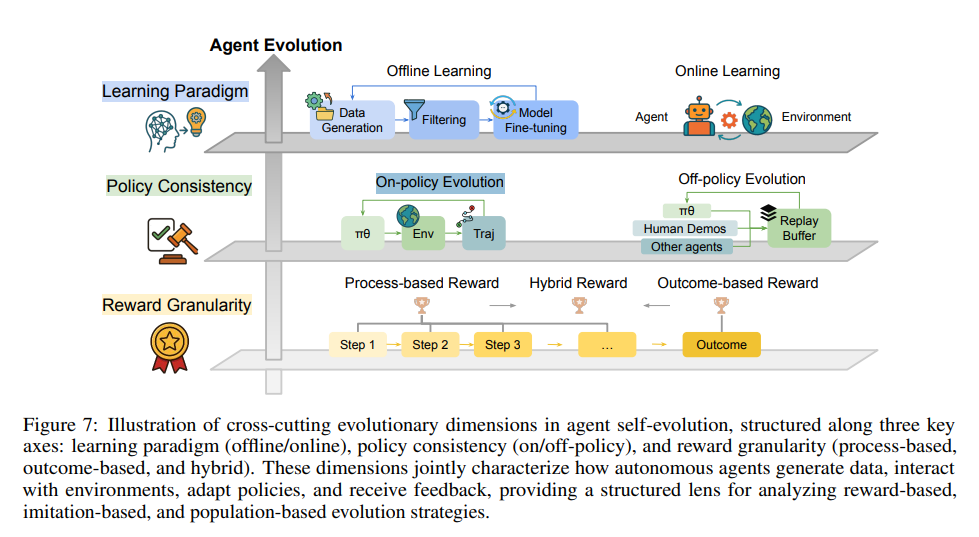 Agent Evolution
Learning Paradigm
Offline Learning
Online Learning
Data
Generation
Filtering
Model
Fine-tuning
Agent
Environment
Policy Consistency
On-policy Evolution
Off-policy Evolution
πθ
Env
Traj
πθ
Human Demos
Other agents
Replay
Buffer
Reward Granularity
Process-based Reward
Hybrid Reward
Outcome-based Reward
Step 1
Step 2
Step 3
...
Outcome
Figure 7: Illustration of cross-cutting evolutionary dimensions in agent self-evolution, structured along three key
axes: learning paradigm (offline/online), policy consistency (on/off-policy), and reward granularity (process-based,
outcome-based, and hybrid). These dimensions jointly characterize how autonomous agents generate data, interact
with environments, adapt policies, and receive feedback, providing a structured lens for analyzing reward-based,
imitation-based, and population-based evolution strategies.